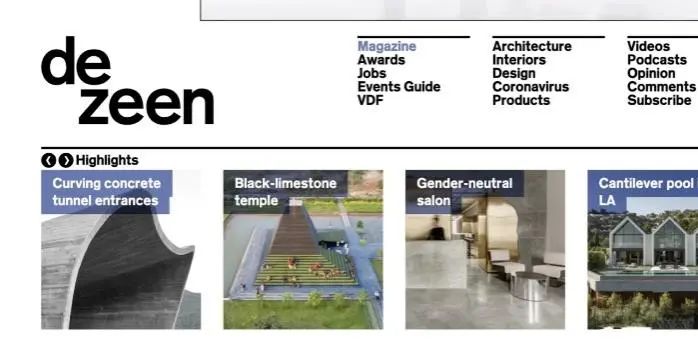 de
zeen
Magazine
Awards
Jobs
Events Guide
VDF
Architecture
Interiors
Design
Coronavirus
Products
Videos
Podcasts
Opinion
Comments
Subscribe
Highlights
Curving concrete
tunnel entrances
Black-limestone
temple
Gender-neutral
salon
Cantilever pool
LA